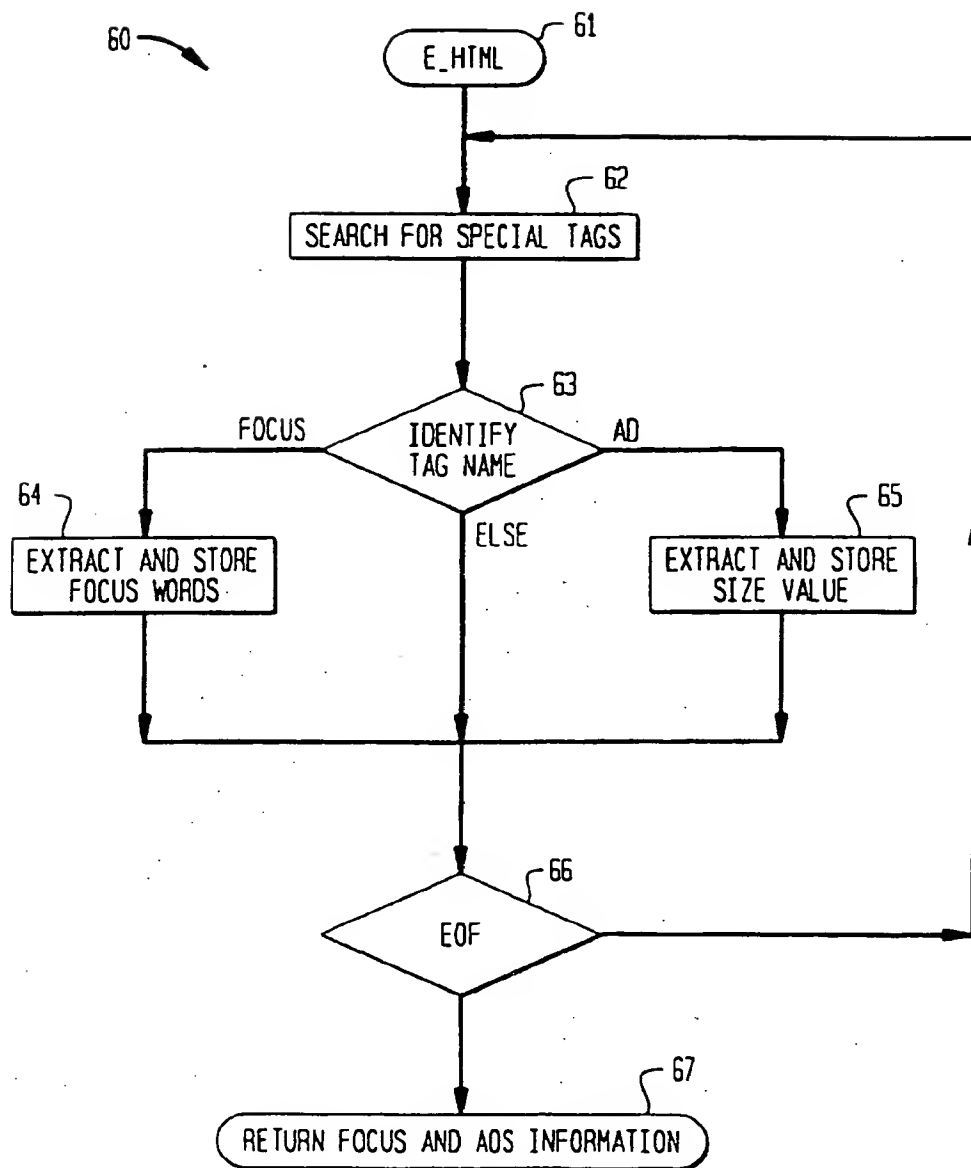 60
61
E_HTML
62
SEARCH FOR SPECIAL TAGS
63
FOCUS
IDENTIFY
TAG NAME
AD
ELSE
64
EXTRACT AND STORE
FOCUS WORDS
65
EXTRACT AND STORE
SIZE VALUE
66
EOF
67
RETURN FOCUS AND ADS INFORMATION